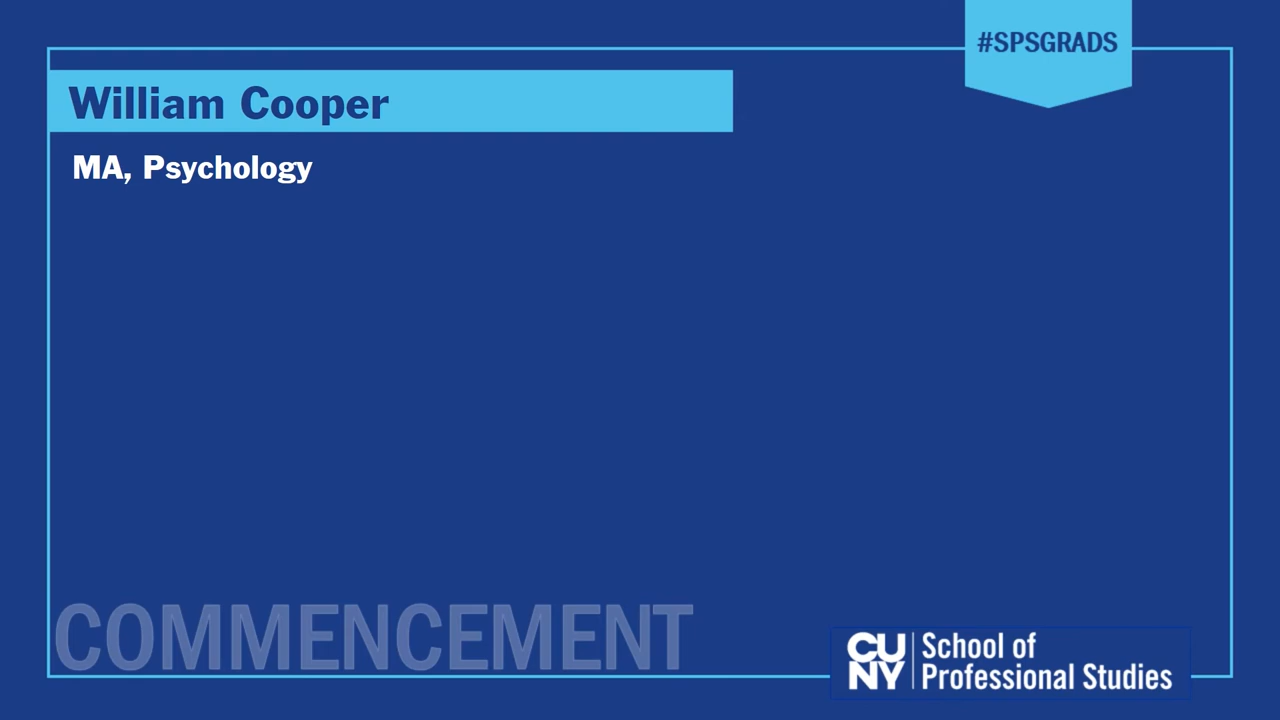 #SPSGRADS
William Cooper
MA, Psychology
COMMENCEMENT
CU
NY
School of
Professional Studies